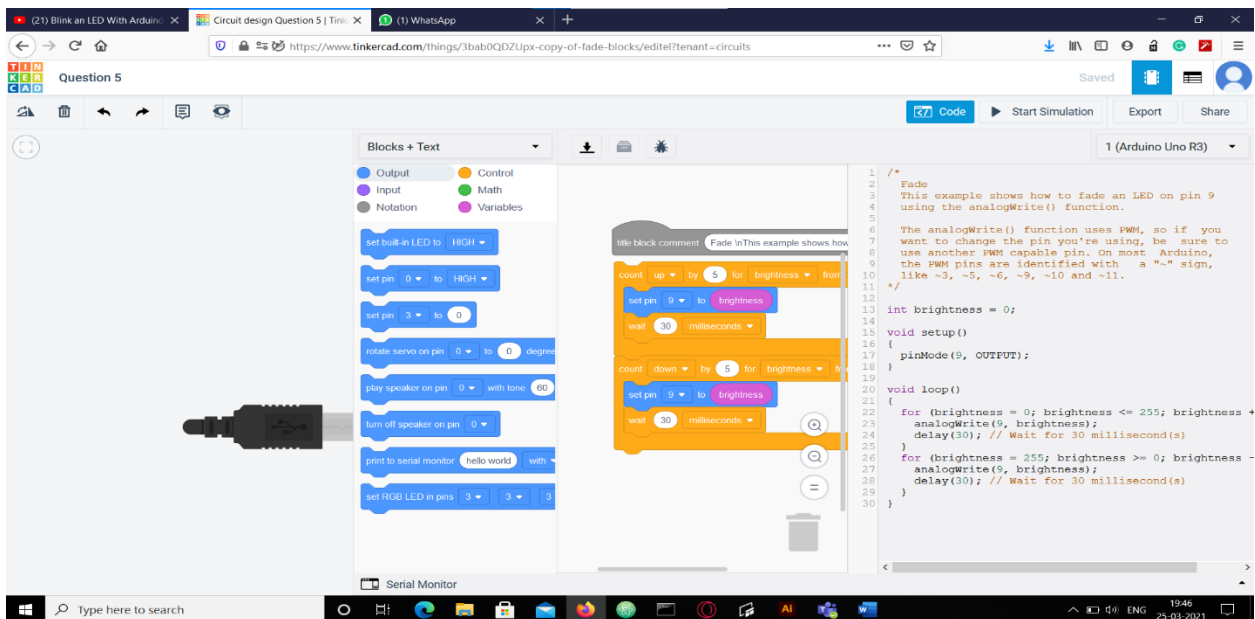 (21) Blink an LED With Arduino
Circuit design Question 5 | Tink
(1) WhatsApp
https://www.tinkercad.com/things/3bab0QDZUpx-copy-of-fade-blocks/editel?tenant=circuits
TIN
KER
CAD
Question 5
Saved
Code
Start Simulation
Export
Share
Blocks + Text
1 (Arduino Uno R3)
Output
Control
Input
Math
Notation
Variables
set built-in LED to HIGH
set pin 0 to HIGH
set pin 3 to 0
rotate servo on pin 0 to 0 degree
play speaker on pin 0 with tone 60
turn off speaker on pin 0
print to serial monitor hello world with
set RGB LED in pins 3 3 3
title block comment Fade \nThis example shows how
count up by 5 for brightness from
set pin 9 to brightness
wait 30 milliseconds
count down by 5 for brightness
set pin 9 to brightness
wait 30 milliseconds
1 /*
2 Fade
3 This example shows how to fade an LED on pin 9
4 using the analogWrite() function.
5
6 The analogWrite() function uses PWM, so if you
7 want to change the pin you're using, be sure to
8 use another PWM capable pin. On most Arduino,
9 the PWM pins are identified with a "~" sign,
10 like ~3, ~5, ~6, ~9, ~10 and ~11.
11 */
12
13 int brightness = 0;
14
15 void setup()
16 {
17 pinMode(9, OUTPUT);
18 }
19
20 void loop()
21 {
22 for (brightness = 0; brightness <= 255; brightness +
23 analogWrite(9, brightness);
24 delay(30); // Wait for 30 millisecond(s)
25 }
26 for (brightness = 255; brightness >= 0; brightness -
27 analogWrite(9, brightness);
28 delay(30); // Wait for 30 millisecond(s)
29 }
30 }
Serial Monitor
Type here to search
Ai
ENG
19:46
25-03-2021